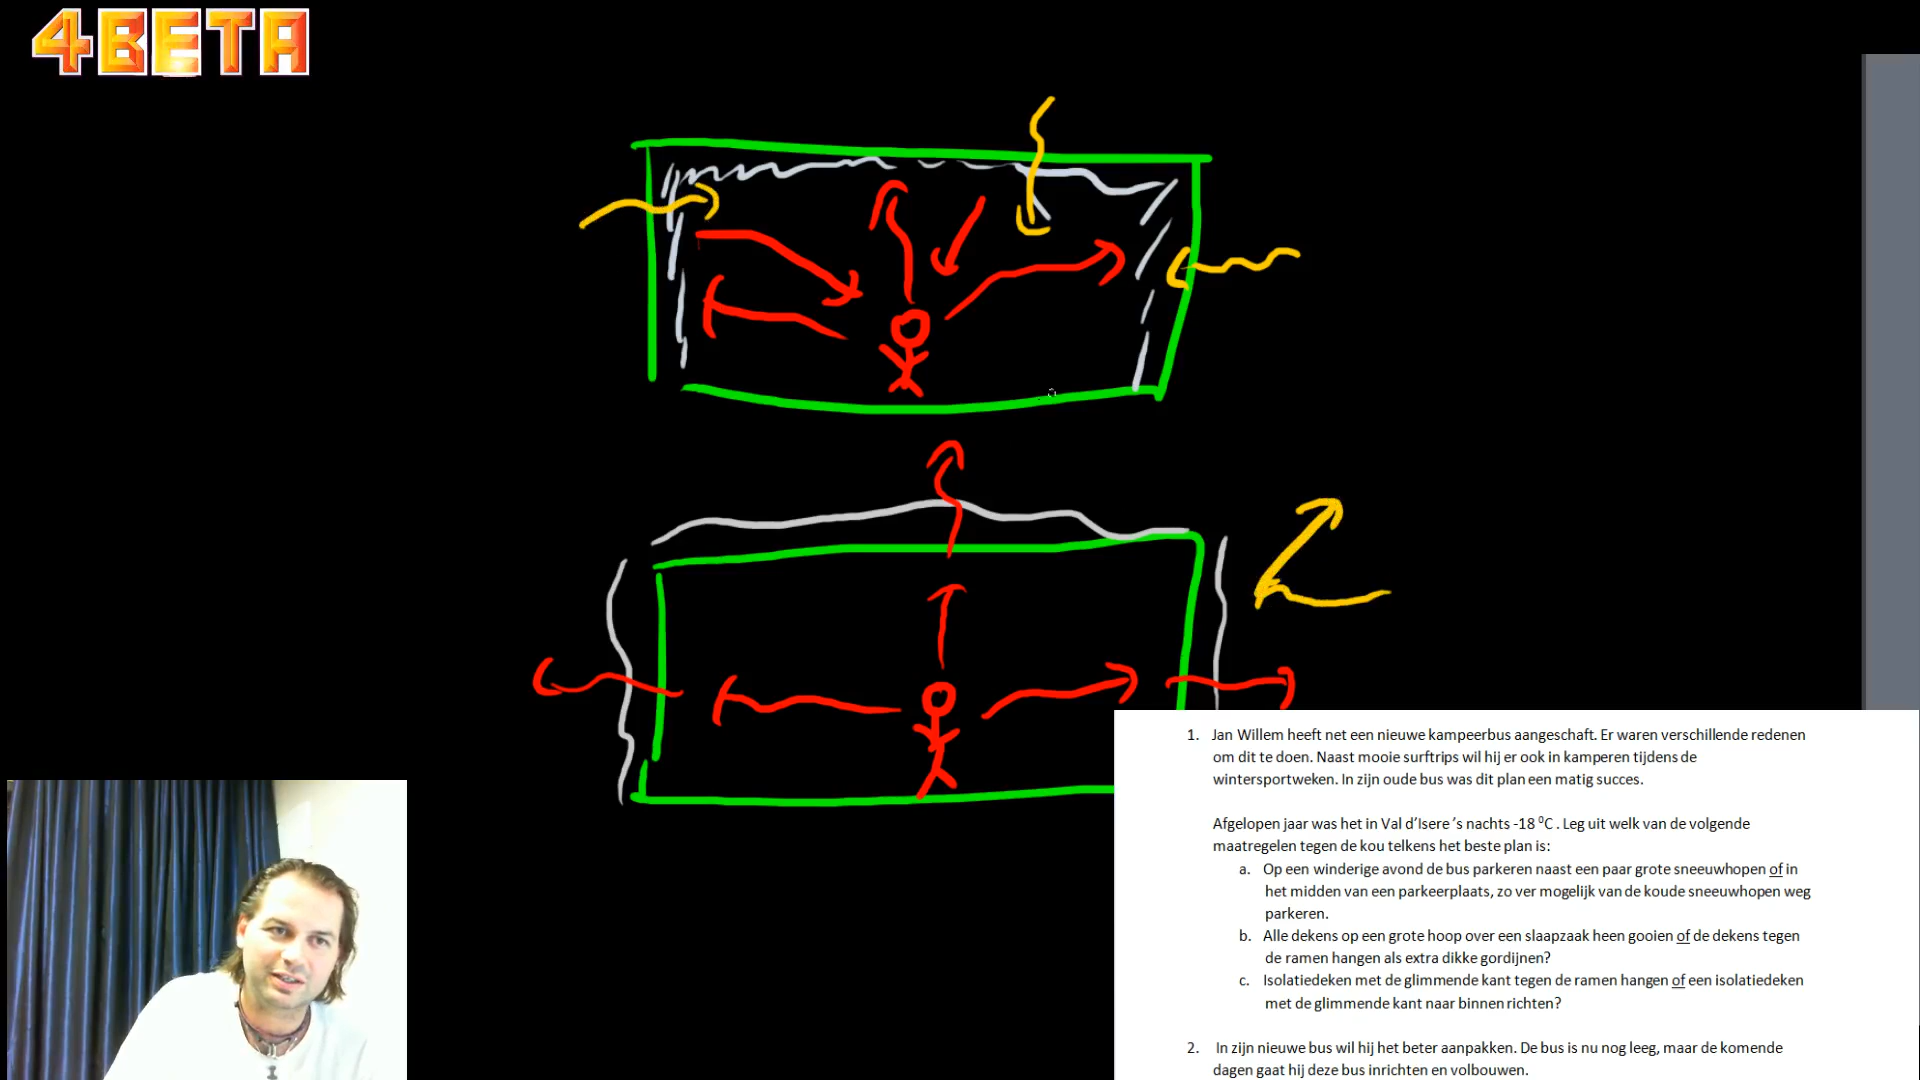 4BETA
1. Jan Willem heeft net een nieuwe kampeerbus aangeschaft. Er waren verschillende redenen
om dit te doen. Naast mooie surftrips wil hij er ook in kamperen tijdens de
wintersportweken. In zijn oude bus was dit plan een matig succes.
Afgelopen jaar was het in Val d'Isere 's nachts -18 ⁰C . Leg uit welk van de volgende
maatregelen tegen de kou telkens het beste plan is:
a. Op een winderige avond de bus parkeren naast een paar grote sneeuwhopen of in
het midden van een parkeerplaats, zo ver mogelijk van de koude sneeuwhopen weg
parkeren.
b. Alle dekens op een grote hoop over een slaapzaak heen gooien of de dekens tegen
de ramen hangen als extra dikke gordijnen?
c. Isolatiedeken met de glimmende kant tegen de ramen hangen of een isolatiedeken
met de glimmende kant naar binnen richten?
2. In zijn nieuwe bus wil hij het beter aanpakken. De bus is nu nog leeg, maar de komende
dagen gaat hij deze bus inrichten en volbouwen.